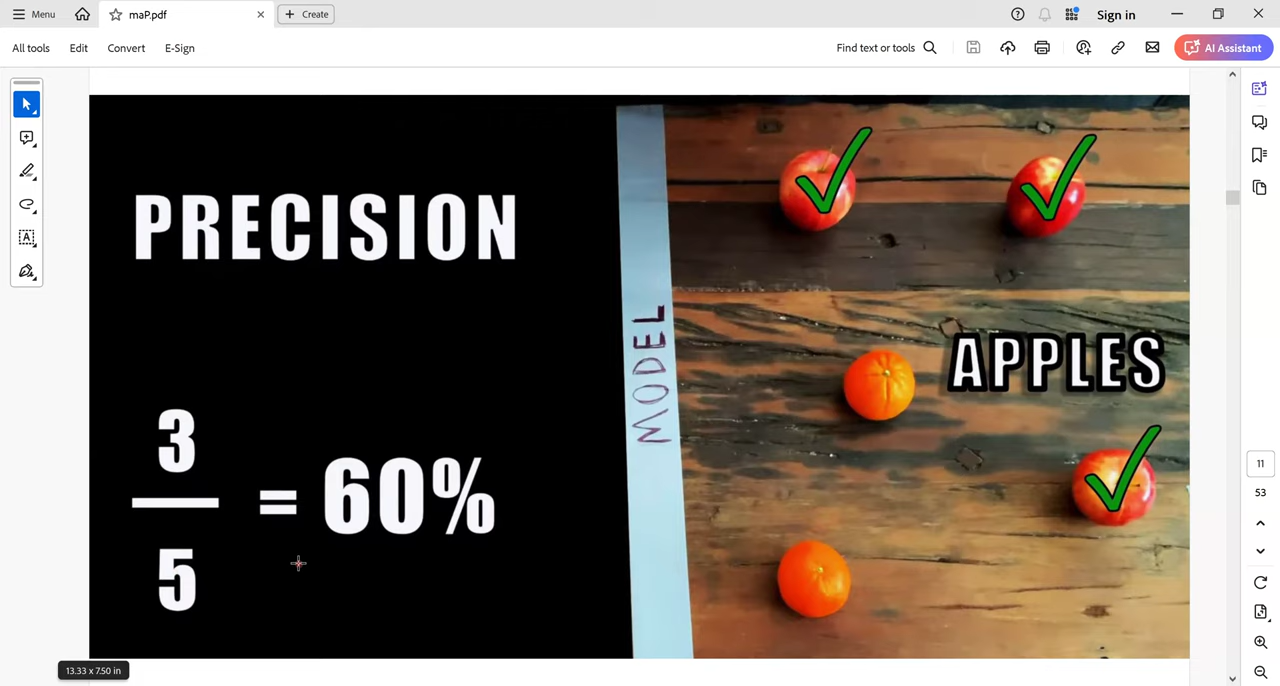 Menu
maP.pdf
Create
Sign in
All tools
Edit
Convert
E-Sign
Find text or tools
AI Assistant
PRECISION
3
5
= 60%
MODEL
APPLES
11
53
13.33 x 7.50 in